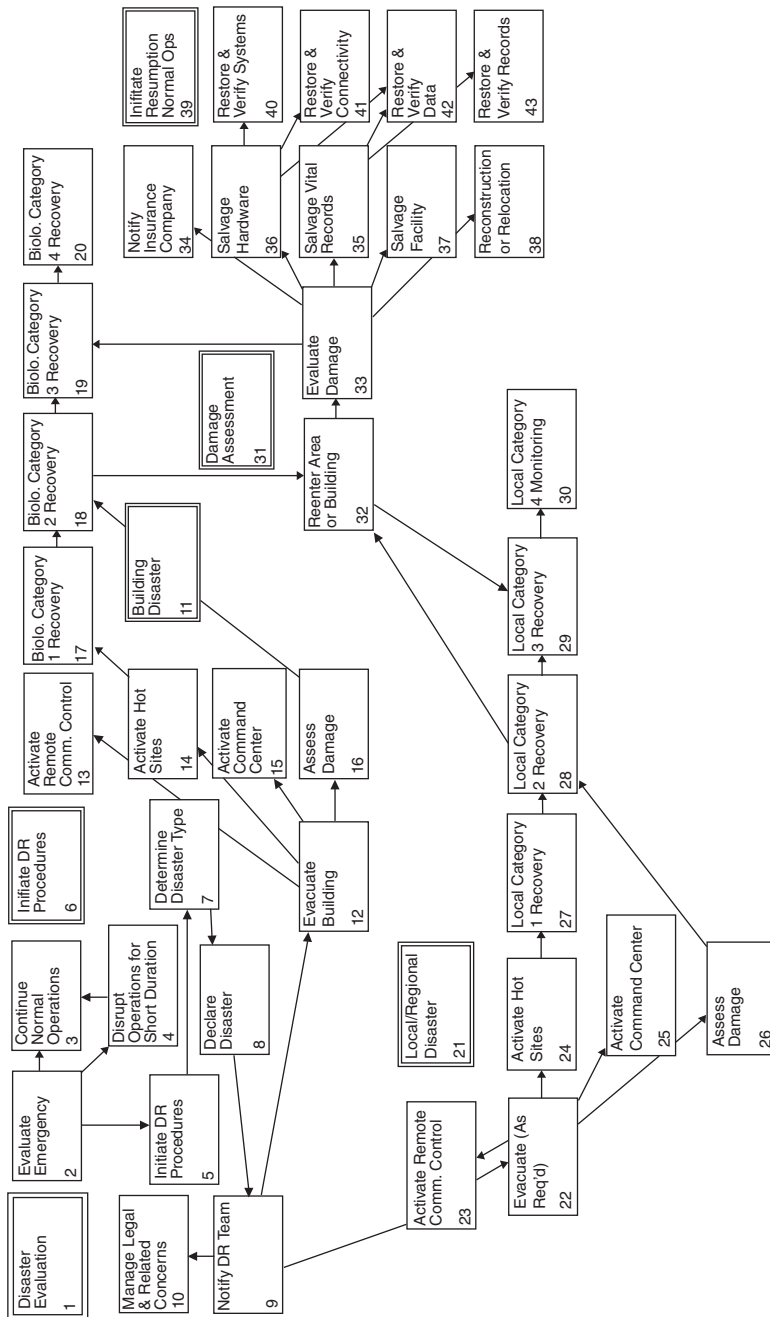 Disaster
Evaluation
1
Evaluate
Emergency
2
Continue
Normal
Operations
3
Disrupt
Operations for
Short Duration
4
Initiate DR
Procedures
5
Inifiate DR
Procedures
6
Determine
Disaster Type
7
Declare
Disaster
8
Notify DR Team
9
Manage Legal
& Related
Concerns
10
Building
Disaster
11
Evacuate
Building
12
Activate
Remote
Comm. Control
13
Activate Hot
Sites
14
Activate
Command
Center
15
Assess
Damage
16
Biolo. Category
1 Recovery
17
Biolo. Category
2 Recovery
18
Biolo. Category
3 Recovery
19
Biolo. Category
4 Recovery
20
Local/Regional
Disaster
21
Evacuate (As
Req'd)
22
Activate Remote
Comm. Control
23
Activate Hot
Sites
24
Activate
Command Center
25
Assess
Damage
26
Local Category
1 Recovery
27
Local Category
2 Recovery
28
Local Category
3 Recovery
29
Local Category
4 Monitoring
30
Damage
Assessment
31
Reenter Area
or Building
32
Evaluate
Damage
33
Notify
Insurance
Company
34
Salvage
Hardware
36
Salvage Vital
Records
35
Salvage
Facility
37
Reconstruction
or Relocation
38
Inifitate
Resumption
Normal Ops
39
Restore &
Verify Systems
40
Restore &
Verify
Connectivity
41
Restore &
Verify
Data
42
Restore &
Verify Records
43